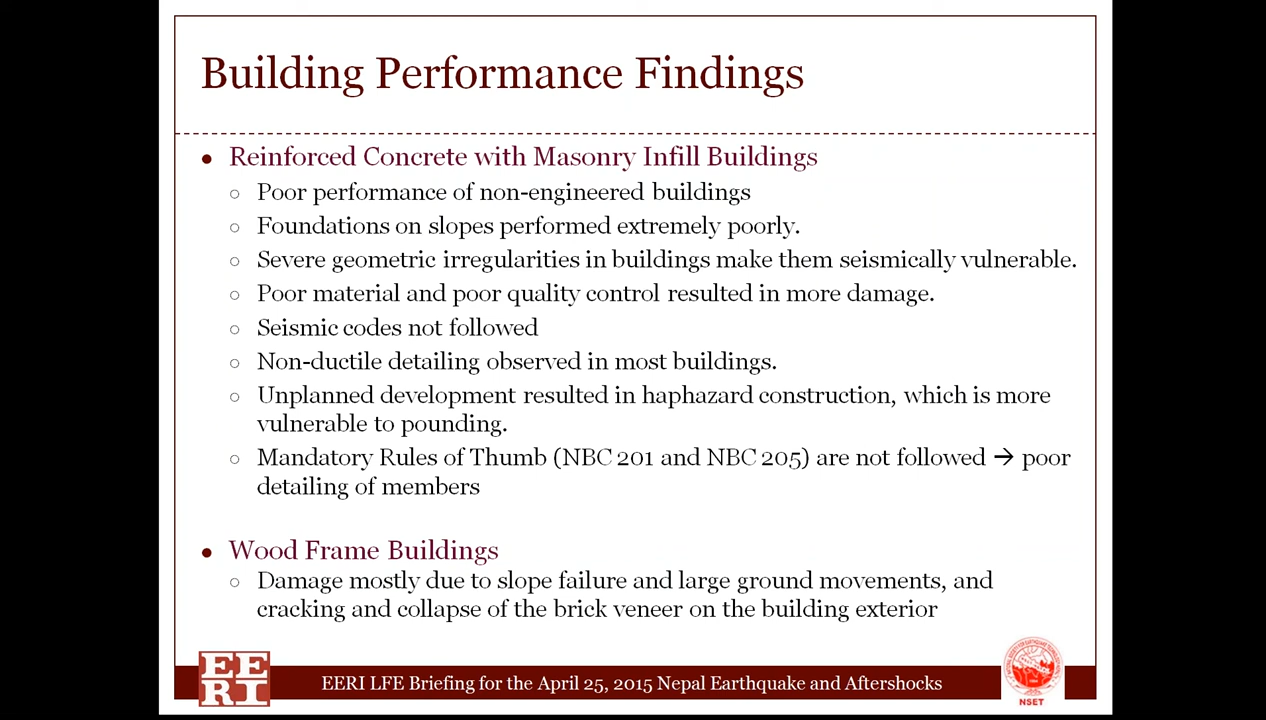 Building Performance Findings
● Reinforced Concrete with Masonry Infill Buildings
○ Poor performance of non-engineered buildings
○ Foundations on slopes performed extremely poorly.
○ Severe geometric irregularities in buildings make them seismically vulnerable.
○ Poor material and poor quality control resulted in more damage.
○ Seismic codes not followed
○ Non-ductile detailing observed in most buildings.
○ Unplanned development resulted in haphazard construction, which is more
vulnerable to pounding.
○ Mandatory Rules of Thumb (NBC 201 and NBC 205) are not followed → poor
detailing of members
● Wood Frame Buildings
○ Damage mostly due to slope failure and large ground movements, and
cracking and collapse of the brick veneer on the building exterior
EE
RI
EERI LFE Briefing for the April 25, 2015 Nepal Earthquake and Aftershocks
NSET